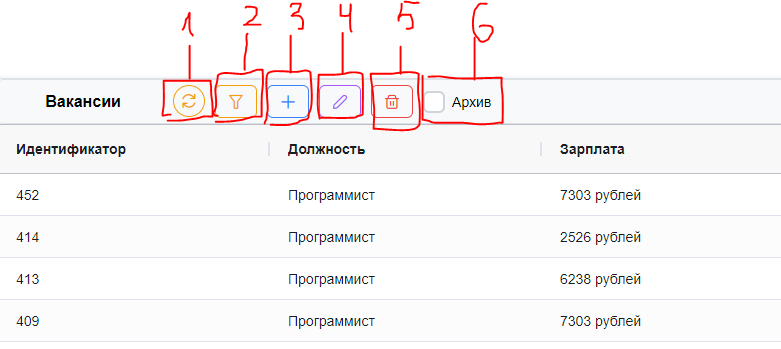 1 2 3 4 5 6
Вакансии Архив
Идентификатор Должность Зарплата
452 Программист 7303 рублей
414 Программист 2526 рублей
413 Программист 6238 рублей
409 Программист 7303 рублей